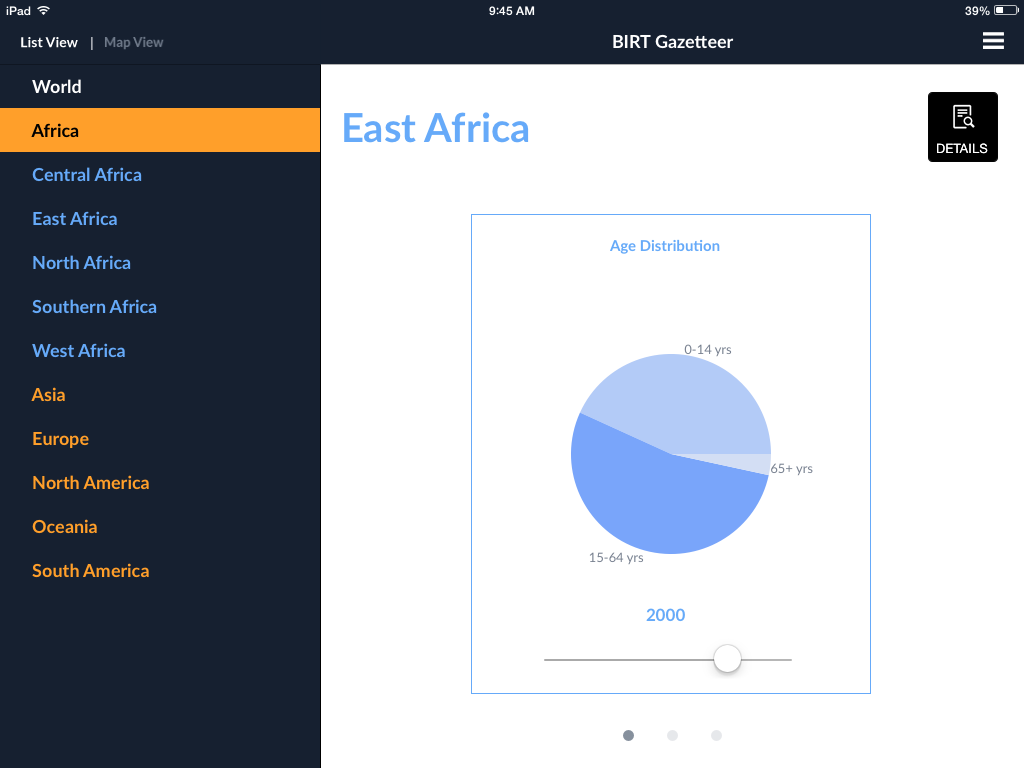 iPad 9:45 AM 39%
List View | Map View BIRT Gazetteer
World
Africa
Central Africa
East Africa
North Africa
Southern Africa
West Africa
Asia
Europe
North America
Oceania
South America
East Africa
DETAILS
Age Distribution
0-14 yrs
65+ yrs
15-64 yrs
2000